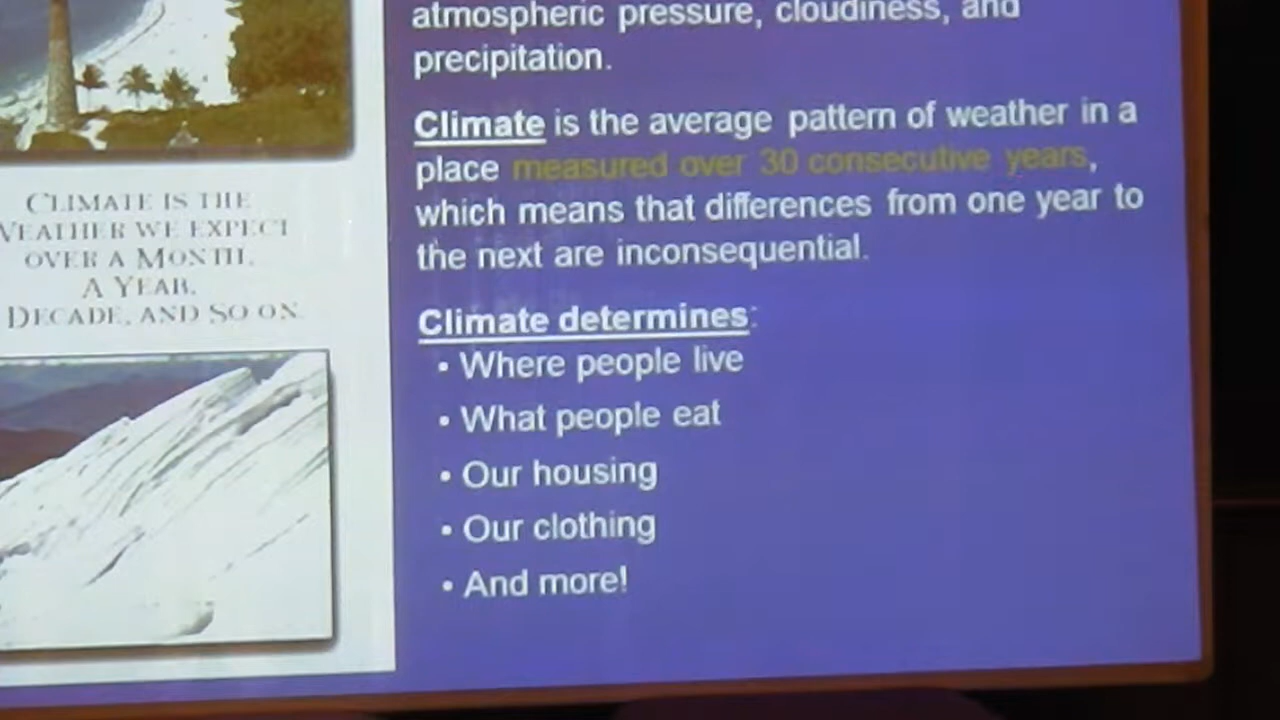 CLIMATE IS THE
WEATHER WE EXPECT
OVER A MONTH,
A YEAR,
DECADE, AND SO ON.
atmospheric pressure, cloudiness, and
precipitation.
Climate is the average pattern of weather in a
place measured over 30 consecutive years,
which means that differences from one year to
the next are inconsequential.
Climate determines:
• Where people live
• What people eat
• Our housing
• Our clothing
• And more!